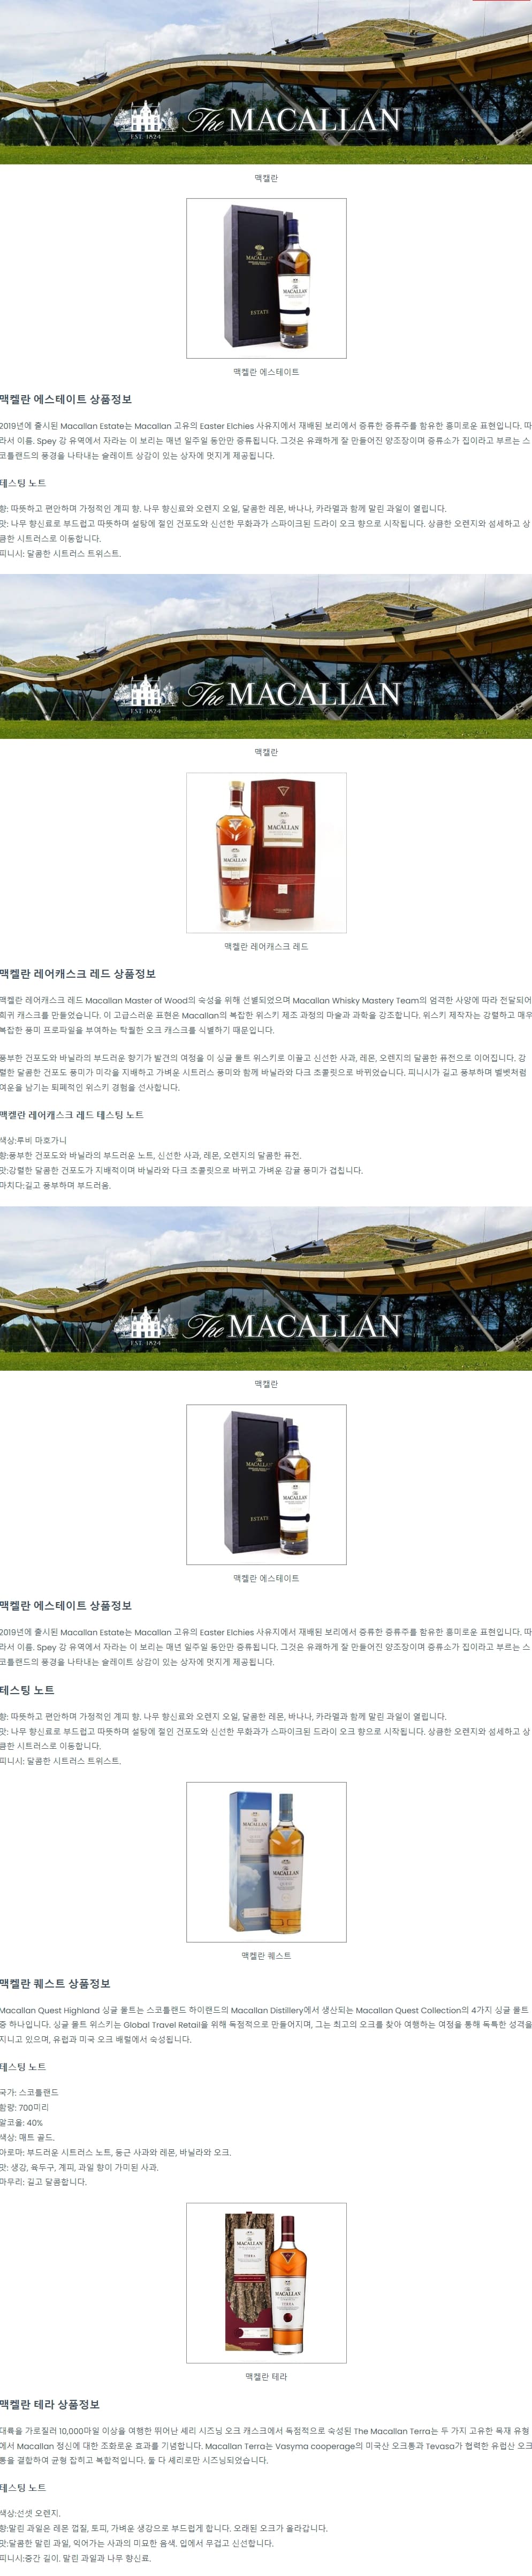 EST. 1824
The MACALLAN
맥캘란
MACALLAN
ESTATE
The
MACALLAN
맥켈란 에스테이트
맥켈란 에스테이트 상품정보
2019년에 출시된 Macallan Estate는 Macallan 고유의 Easter Elchies 사유지에서 재배된 보리에서 증류한 증류주를 함유한 흥미로운 표현입니다. 따
라서 이름. Spey 강 유역에서 자라는 이 보리는 매년 일주일 동안만 증류됩니다. 그것은 유쾌하게 잘 만들어진 양조장이며 증류소가 집이라고 부르는 스
코틀랜드의 풍경을 나타내는 슬레이트 상감이 있는 상자에 멋지게 제공됩니다.
테스팅 노트
향: 따뜻하고 편안하며 가정적인 계피 향. 나무 향신료와 오렌지 오일, 달콤한 레몬, 바나나, 카라멜과 함께 말린 과일이 열립니다.
맛: 나무 향신료로 부드럽고 따뜻하며 설탕에 절인 건포도와 신선한 무화과가 스파이크된 드라이 오크 향으로 시작됩니다. 상큼한 오렌지와 섬세하고 상
큼한 시트러스로 이동합니다.
피니시: 달콤한 시트러스 트위스트.
EST. 1824
The MACALLAN
맥캘란
The
MACALLAN
The
MACALLAN
맥켈란 레어캐스크 레드
맥켈란 레어캐스크 레드 상품정보
맥켈란 레어캐스크 레드 Macallan Master of Wood의 숙성을 위해 선별되었으며 Macallan Whisky Mastery Team의 엄격한 사양에 따라 전달되어
희귀 캐스크를 만들었습니다. 이 고급스러운 표현은 Macallan의 복잡한 위스키 제조 과정의 마술과 과학을 강조합니다. 위스키 제작자는 강렬하고 매우
복잡한 풍미 프로파일을 부여하는 탁월한 오크 캐스크를 식별하기 때문입니다.
풍부한 건포도와 바닐라의 부드러운 향기가 발견의 여정을 이 싱글 몰트 위스키로 이끌고 신선한 사과, 레몬, 오렌지의 달콤한 퓨전으로 이어집니다. 강
렬한 달콤한 건포도 풍미가 미각을 지배하고 가벼운 시트러스 풍미와 함께 바닐라와 다크 초콜릿으로 바뀌었습니다. 피니시가 길고 풍부하며 벨벳처럼
여운을 남기는 퇴폐적인 위스키 경험을 선사합니다.
맥켈란 레어캐스크 레드 테스팅 노트
색상:루비 마호가니
향:풍부한 건포도와 바닐라의 부드러운 노트, 신선한 사과, 레몬, 오렌지의 달콤한 퓨전.
맛:강렬한 달콤한 건포도가 지배적이며 바닐라와 다크 초콜릿으로 바뀌고 가벼운 감귤 풍미가 겹칩니다.
마치다:길고 풍부하며 부드러움.
EST. 1824
The MACALLAN
맥캘란
MACALLAN
ESTATE
The
MACALLAN
맥켈란 에스테이트
맥켈란 에스테이트 상품정보
2019년에 출시된 Macallan Estate는 Macallan 고유의 Easter Elchies 사유지에서 재배된 보리에서 증류한 증류주를 함유한 흥미로운 표현입니다. 따
라서 이름. Spey 강 유역에서 자라는 이 보리는 매년 일주일 동안만 증류됩니다. 그것은 유쾌하게 잘 만들어진 양조장이며 증류소가 집이라고 부르는 스
코틀랜드의 풍경을 나타내는 슬레이트 상감이 있는 상자에 멋지게 제공됩니다.
테스팅 노트
향: 따뜻하고 편안하며 가정적인 계피 향. 나무 향신료와 오렌지 오일, 달콤한 레몬, 바나나, 카라멜과 함께 말린 과일이 열립니다.
맛: 나무 향신료로 부드럽고 따뜻하며 설탕에 절인 건포도와 신선한 무화과가 스파이크된 드라이 오크 향으로 시작됩니다. 상큼한 오렌지와 섬세하고 상
큼한 시트러스로 이동합니다.
피니시: 달콤한 시트러스 트위스트.
The
MACALLAN
The
MACALLAN
QUEST
맥켈란 퀘스트
맥켈란 퀘스트 상품정보
Macallan Quest Highland 싱글 몰트는 스코틀랜드 하이랜드의 Macallan Distillery에서 생산되는 Macallan Quest Collection의 4가지 싱글 몰트
중 하나입니다. 싱글 몰트 위스키는 Global Travel Retail을 위해 독점적으로 만들어지며, 그는 최고의 오크를 찾아 여행하는 여정을 통해 독특한 성격을
지니고 있으며, 유럽과 미국 오크 배럴에서 숙성됩니다.
테스팅 노트
국가: 스코틀랜드
함량: 700미리
알코올: 40%
색상: 매트 골드.
아로마: 부드러운 시트러스 노트, 둥근 사과와 레몬, 바닐라와 오크.
맛: 생강, 육두구, 계피, 과일 향이 가미된 사과.
마무리: 길고 달콤합니다.
The
MACALLAN
TERRA
The
MACALLAN
TERRA
맥켈란 테라
맥켈란 테라 상품정보
대륙을 가로질러 10,000마일 이상을 여행한 뛰어난 셰리 시즈닝 오크 캐스크에서 독점적으로 숙성된 The Macallan Terra는 두 가지 고유한 목재 유형
에서 Macallan 정신에 대한 조화로운 효과를 기념합니다. Macallan Terra는 Vasyma cooperage의 미국산 오크통과 Tevasa가 협력한 유럽산 오크
통을 결합하여 균형 잡히고 복합적입니다. 둘 다 셰리로만 시즈닝되었습니다.
테스팅 노트
색상:선셋 오렌지.
향:말린 과일은 레몬 껍질, 토피, 가벼운 생강으로 부드럽게 합니다. 오래된 오크가 올라갑니다.
맛:달콤한 말린 과일, 익어가는 사과의 미묘한 음색. 입에서 무겁고 신선합니다.
피니시:중간 길이. 말린 과일과 나무 향신료.